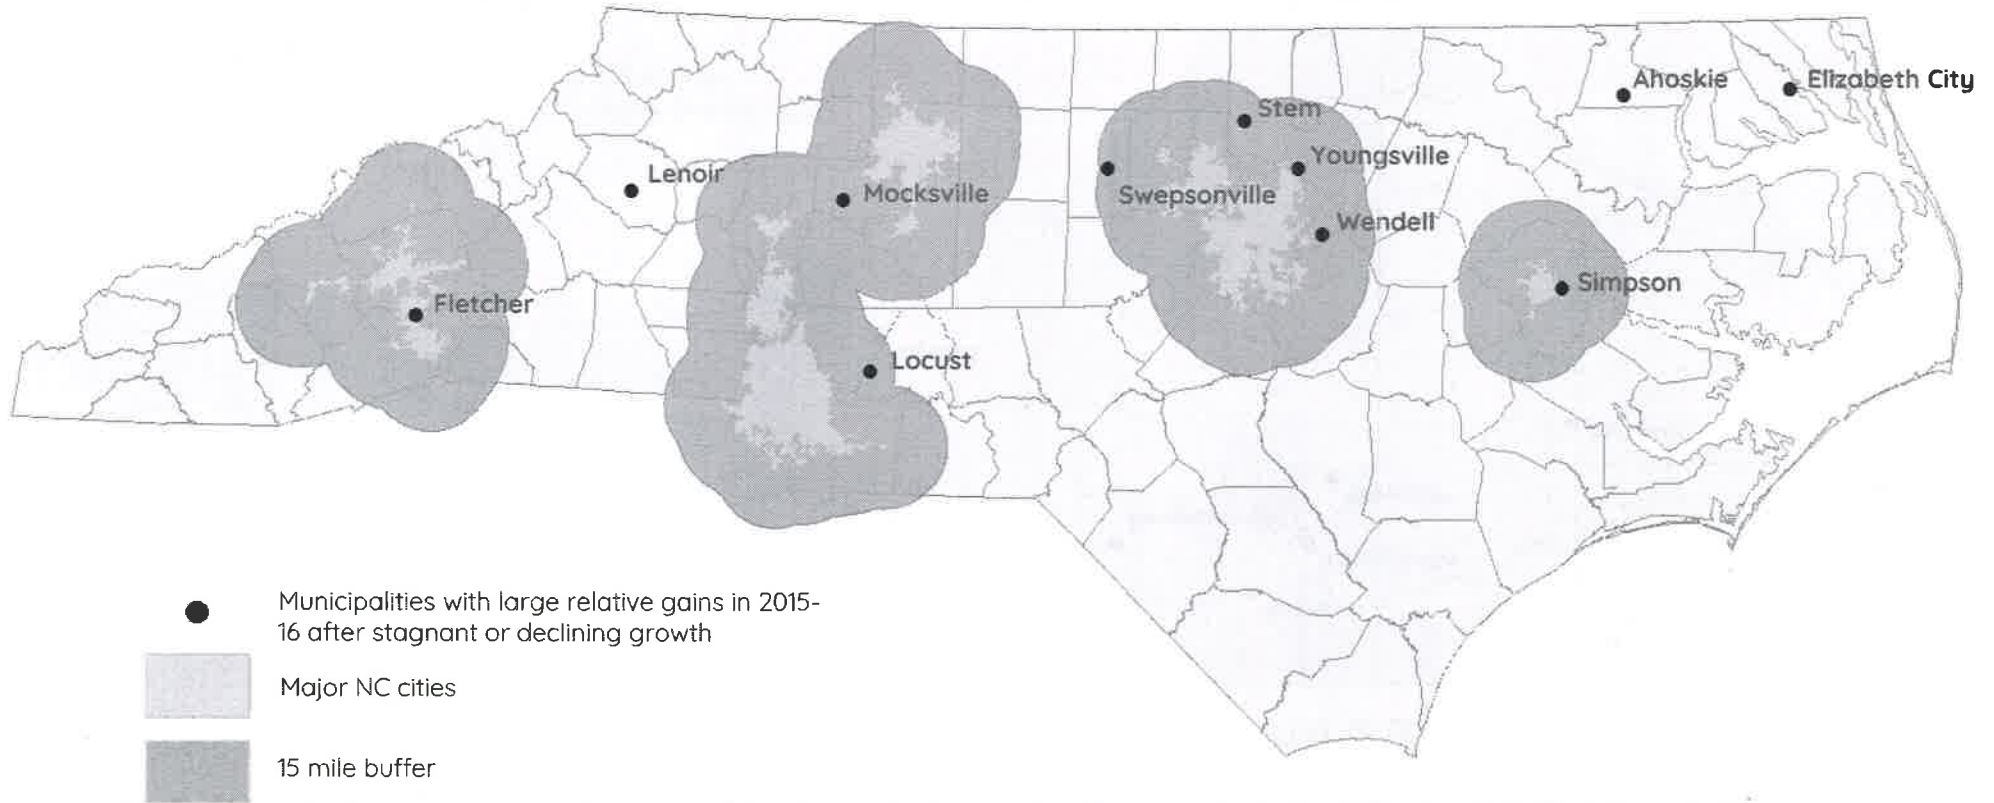 Ahoskie
Elizabeth City
Stem
Youngsville
Lenoir
Mocksville
Swepsonville
Wendell
Simpson
Fletcher
Locust
Municipalities with large relative gains in 2015-
16 after stagnant or declining growth
Major NC cities
15 mile buffer